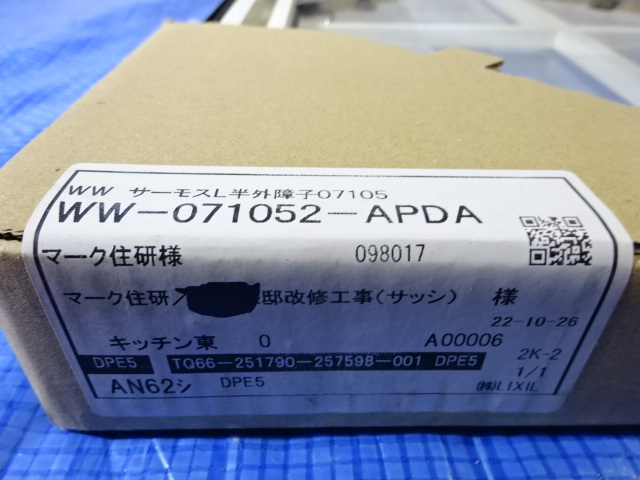 WW サーモスL半外障子07105
WW-071052-APDA
マーク住研様 098017
マーク住研/ 邸改修工事(サッシ) 様
22-10-26
キッチン東 0 A00006
DPE5 TQ66-251790-257598-001 DPE5 2K-2
1/1
AN62シ DPE5 ㈱LIXIL